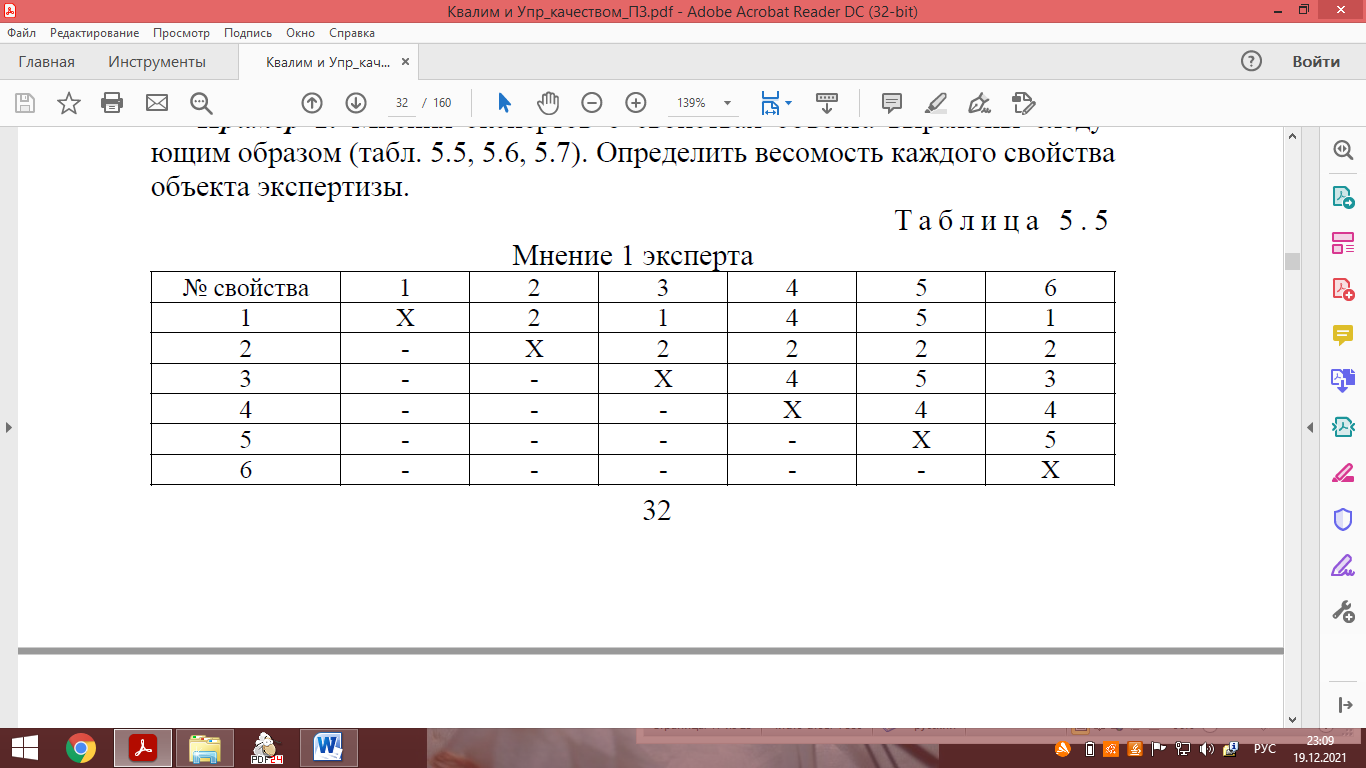 Квалим и Упр_качеством_ПЗ.pdf - Adobe Acrobat Reader DC (32-bit)
Файл Редактирование Просмотр Подпись Окно Справка
Главная Инструменты Квалим и Упр_кач... × Войти
32 / 160 139%
ющим образом (табл. 5.5, 5.6, 5.7). Определить весомость каждого свойства
объекта экспертизы.
Таблица 5.5
Мнение 1 эксперта
№ свойства 1 2 3 4 5 6
1 X 2 1 4 5 1
2 - X 2 2 2 2
3 - - X 4 5 3
4 - - - X 4 4
5 - - - - X 5
6 - - - - - X
32
PDF24
РУС
23:09
19.12.2021